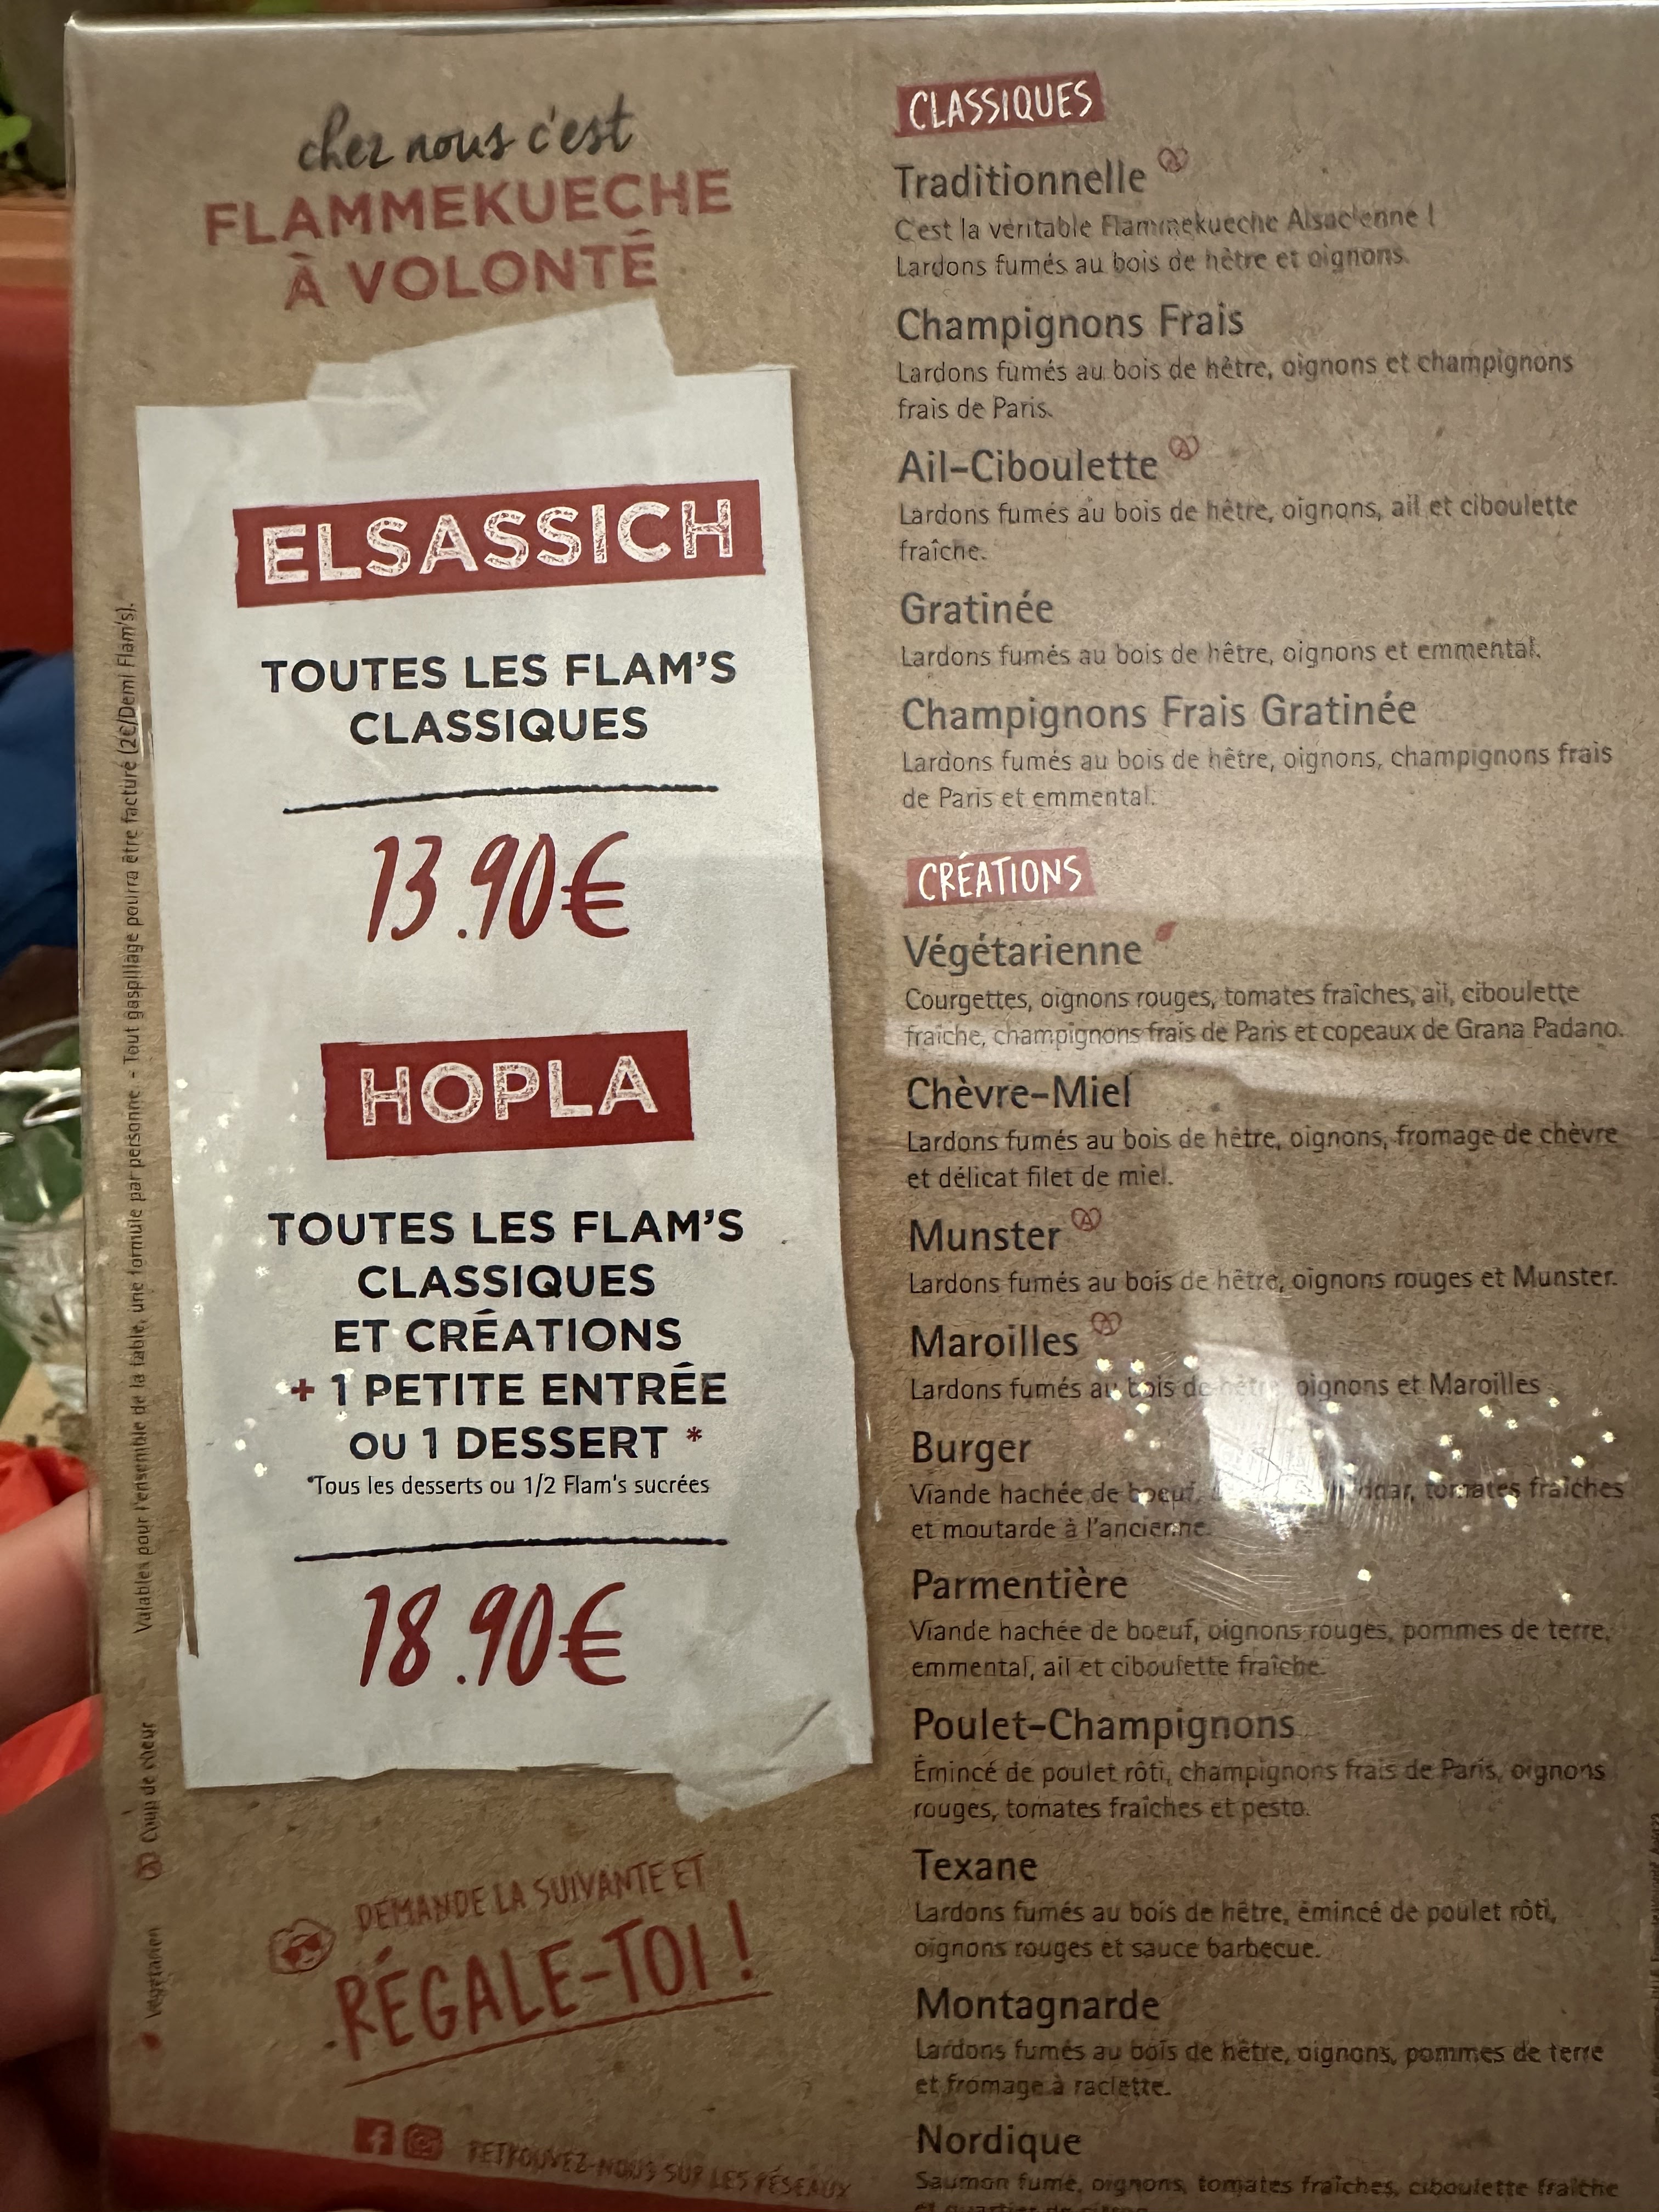 chez nous c'est
FLAMMEKUECHE
À VOLONTÉ
ELSASSICH
TOUTES LES FLAM'S
CLASSIQUES
13.90€
HOPLA
TOUTES LES FLAM'S
CLASSIQUES
ET CRÉATIONS
+ 1 PETITE ENTRÉE
OU 1 DESSERT *
*Tous les desserts ou 1/2 Flam's sucrées
18.90€
DEMANDE LA SUIVANTE ET
RÉGALE-TOI !
RETROUVEZ-NOUS SUR LES RÉSEAUX
Valables pour l'ensemble de la table, une formule par personne - Tout gaspillage pourra être facturé (2€/Demi Flam's).
Coup de cœur
Végétarien
CLASSIQUES
Traditionnelle
C'est la véritable Flammekueche Alsacienne !
Lardons fumés au bois de hêtre et oignons.
Champignons Frais
Lardons fumés au bois de hêtre, oignons et champignons
frais de Paris.
Ail-Ciboulette
Lardons fumés au bois de hêtre, oignons, ail et ciboulette
fraîche.
Gratinée
Lardons fumés au bois de hêtre, oignons et emmental.
Champignons Frais Gratinée
Lardons fumés au bois de hêtre, oignons, champignons frais
de Paris et emmental.
CRÉATIONS
Végétarienne
Courgettes, oignons rouges, tomates fraîches, ail, ciboulette
fraîche, champignons frais de Paris et copeaux de Grana Padano.
Chèvre-Miel
Lardons fumés au bois de hêtre, oignons, fromage de chèvre
et délicat filet de miel.
Munster
Lardons fumés au bois de hêtre, oignons rouges et Munster.
Maroilles
Lardons fumés au bois de hêtre, oignons et Maroilles
Burger
Viande hachée de boeuf, tomates fraîches
et moutarde à l'ancienne.
Parmentière
Viande hachée de boeuf, oignons rouges, pommes de terre,
emmental, ail et ciboulette fraîche.
Poulet-Champignons
Émincé de poulet rôti, champignons frais de Paris, oignons
rouges, tomates fraîches et pesto.
Texane
Lardons fumés au bois de hêtre, émincé de poulet rôti,
oignons rouges et sauce barbecue.
Montagnarde
Lardons fumés au bois de hêtre, oignons, pommes de terre
et fromage à raclette.
Nordique
Saumon fumé, oignons, tomates fraîches, ciboulette fraîche
et quartier de citron